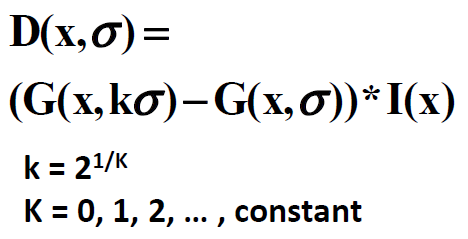 D(x,σ) =
(G(x,kσ) – G(x,σ)) * I(x)
k = 2^{1/K}
K = 0, 1, 2, ... , constant